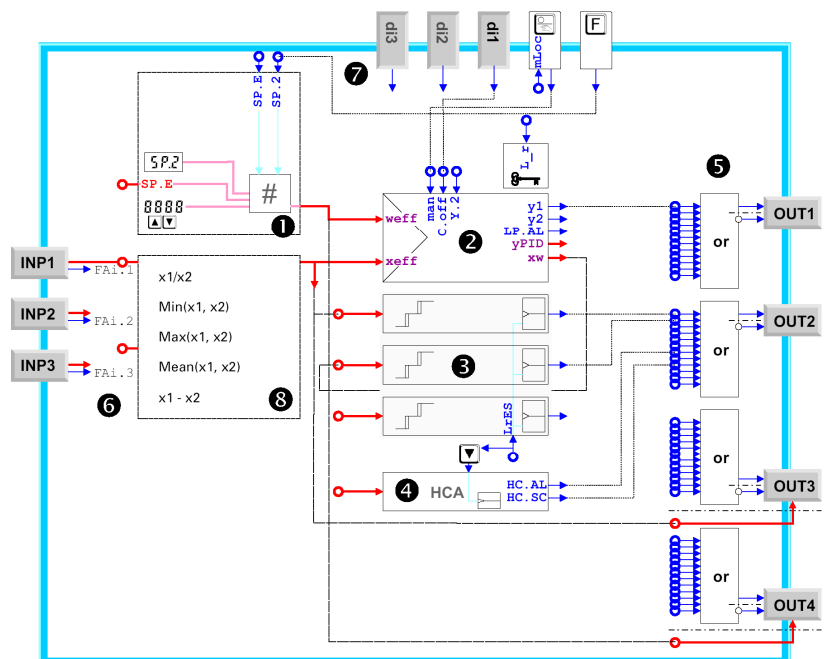 di3
di2
di1
mLoc
F
7
SP.E
SP.2
L_r
SP.2
SP.E
8888
#
1
man
C.off
Y.2
weff
xeff
2
y1
y2
LP.AL
yPID
xw
5
or
OUT1
INP1
FAi.1
INP2
FAi.2
INP3
FAi.3
6
x1/x2
Min(x1, x2)
Max(x1, x2)
Mean(x1, x2)
x1 - x2
8
3
LrES
or
OUT2
4
HCA
HC.AL
HC.SC
or
OUT3
or
OUT4